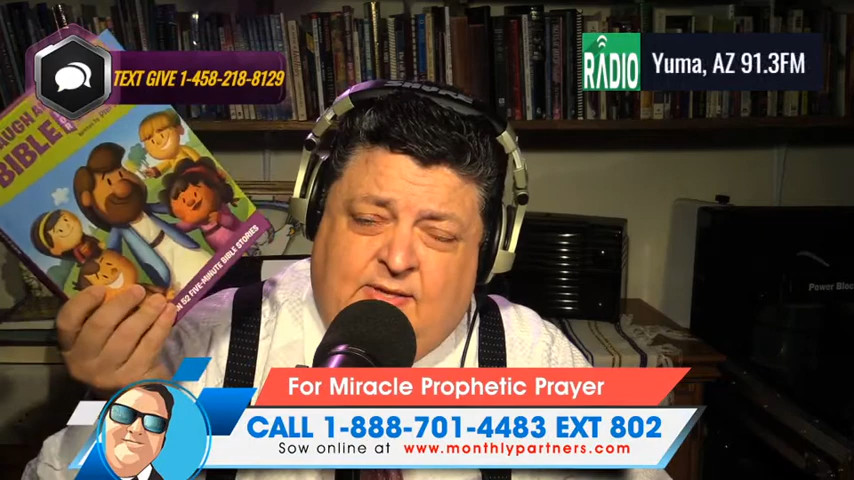 TEXT GIVE 1-458-218-8129
RADIO
Yuma, AZ 91.3FM
BIBLE
52 FIVE-MINUTE BIBLE STORIES
Power Bloc
For Miracle Prophetic Prayer
CALL 1-888-701-4483 EXT 802
Sow online at www.monthlypartners.com